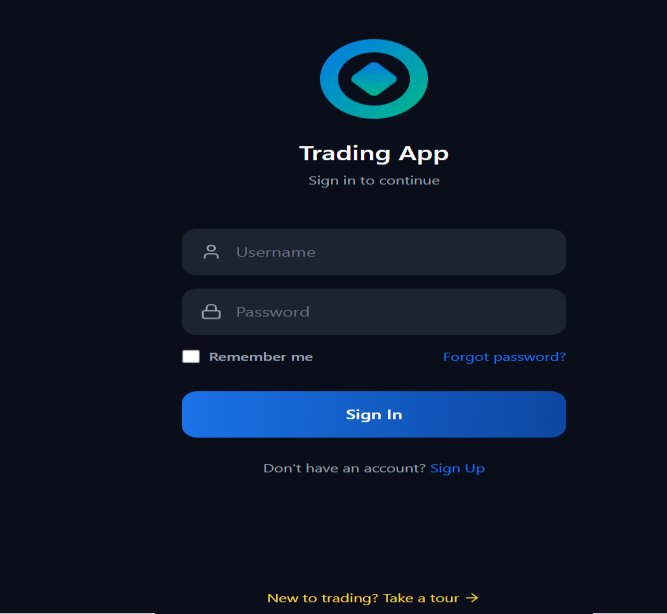 Trading App
Sign in to continue
Username
Password
Remember me
Forgot password?
Sign In
Don't have an account? Sign Up
New to trading? Take a tour →